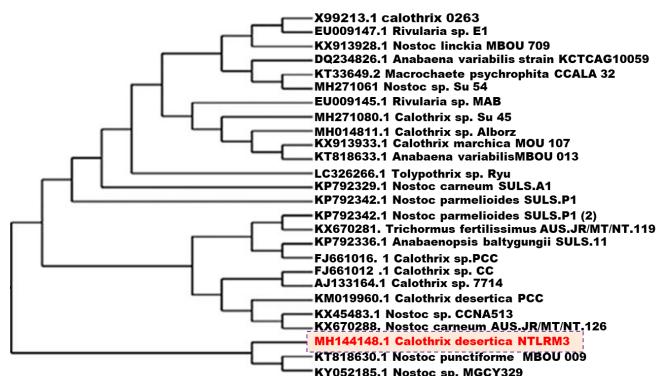 X99213.1 calothrix 0263
EU009147.1 Rivularia sp. E1
KX913928.1 Nostoc linckia MBOU 709
DQ234826.1 Anabaena variabilis strain KCTCAG10059
KT33649.2 Macrochaete psychrophita CCALA 32
MH271061 Nostoc sp. Su 54
EU009145.1 Rivularia sp. MAB
MH271080.1 Calothrix sp. Su 45
MH014811.1 Calothrix sp. Alborz
KX913933.1 Calothrix marchica MOU 107
KT818633.1 Anabaena variabilisMBOU 013
LC326266.1 Tolypothrix sp. Ryu
KP792329.1 Nostoc carneum SULS.A1
KP792342.1 Nostoc parmelioides SULS.P1
KP792342.1 Nostoc parmelioides SULS.P1 (2)
KX670281. Trichormus fertilissimus AUS.JR/MT/NT.119
KP792336.1 Anabaenopsis baltygungii SULS.11
FJ661016. 1 Calothrix sp.PCC
FJ661012 .1 Calothrix sp. CC
AJ133164.1 Calothrix sp. 7714
KM019960.1 Calothrix desertica PCC
KX45483.1 Nostoc sp. CCNA513
KX670288. Nostoc carneum AUS.JR/MT/NT.126
MH144148.1 Calothrix desertica NTLRM3
KT818630.1 Nostoc punctiforme MBOU 009
KY052185.1 Nostoc sp. MGCY329